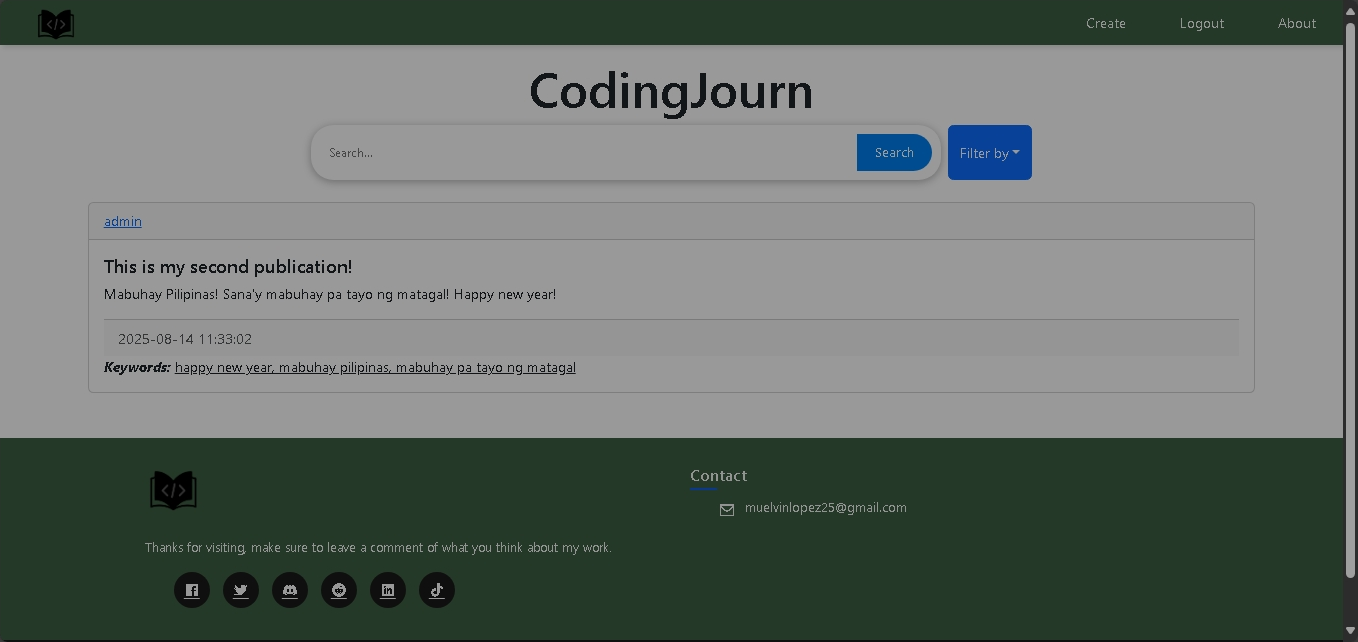 </>
Create
Logout
About
CodingJourn
Search...
Search
Filter by
admin
This is my second publication!
Mabuhay Pilipinas! Sana'y mabuhay pa tayo ng matagal! Happy new year!
2025-08-14 11:33:02
Keywords: happy new year, mabuhay pilipinas, mabuhay pa tayo ng matagal
</>
Thanks for visiting, make sure to leave a comment of what you think about my work.
Contact
muelvinlopez25@gmail.com